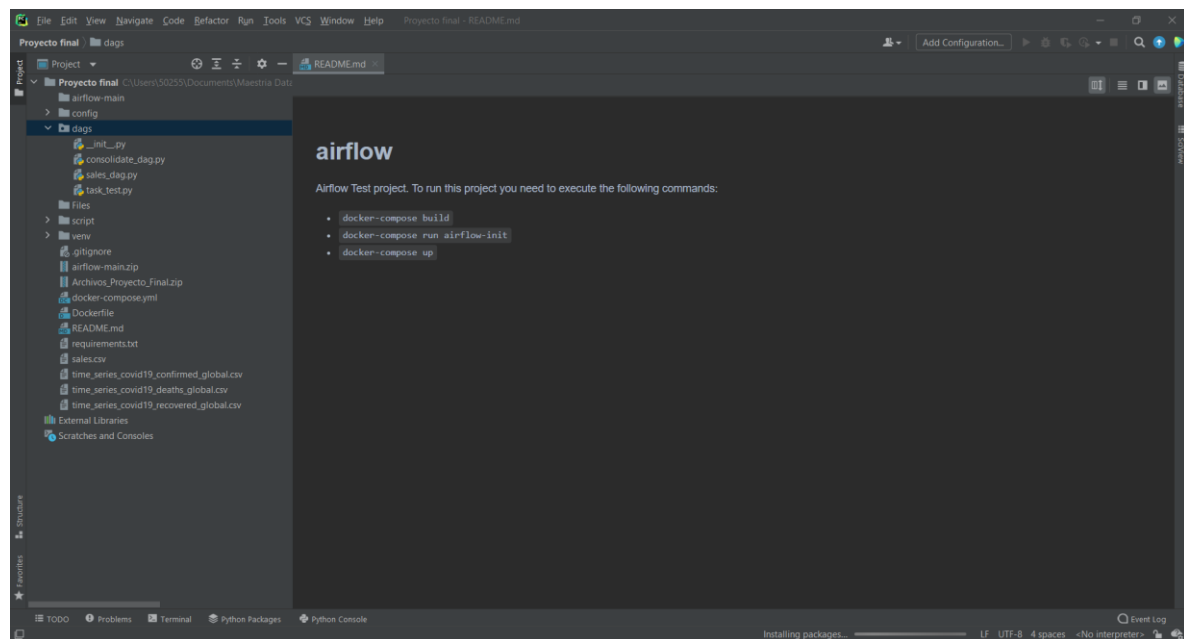 File Edit View Navigate Code Refactor Run Tools VCS Window Help Proyecto final - README.md
Proyecto final dags
Add Configuration...
Project
Project
README.md
Proyecto final C:\Users\50255\Documents\Maestria Data
airflow-main
config
dags
__init__.py
consolidate_dag.py
sales_dag.py
task_test.py
Files
script
venv
.gitignore
airflow-main.zip
Archivos_Proyecto_Final.zip
docker-compose.yml
Dockerfile
README.md
requirements.txt
sales.csv
time_series_covid19_confirmed_global.csv
time_series_covid19_deaths_global.csv
time_series_covid19_recovered_global.csv
External Libraries
Scratches and Consoles
airflow
Airflow Test project. To run this project you need to execute the following commands:
docker-compose build
docker-compose run airflow-init
docker-compose up
Database
SciView
Structure
Favorites
TODO Problems Terminal Python Packages Python Console Event Log
Installing packages... LF UTF-8 4 spaces <No interpreter>